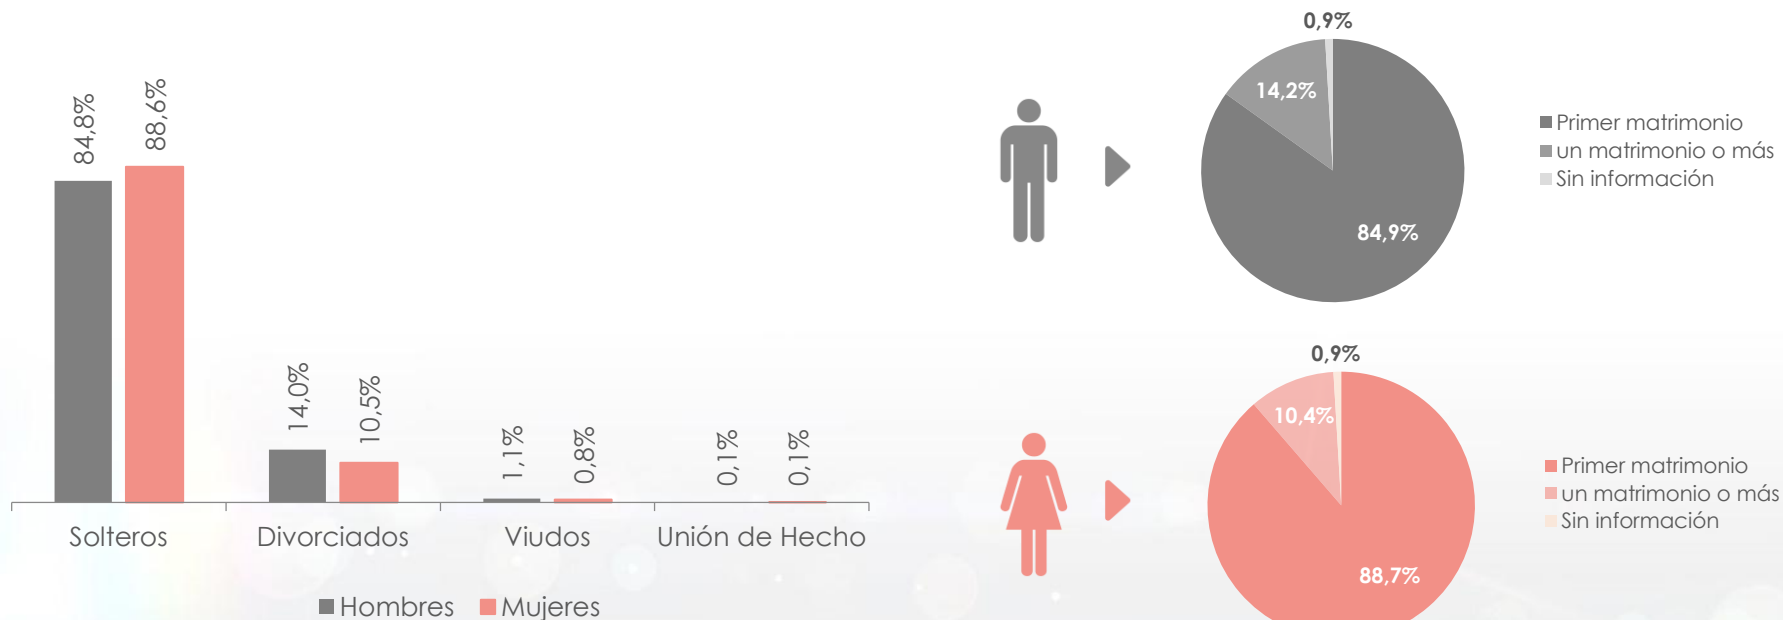 84,8%
88,6%
14,0%
10,5%
1,1%
0,8%
0,1%
0,1%
Solteros
Divorciados
Viudos
Unión de Hecho
Hombres
Mujeres
0,9%
14,2%
84,9%
Primer matrimonio
un matrimonio o más
Sin información
0,9%
10,4%
88,7%
Primer matrimonio
un matrimonio o más
Sin información